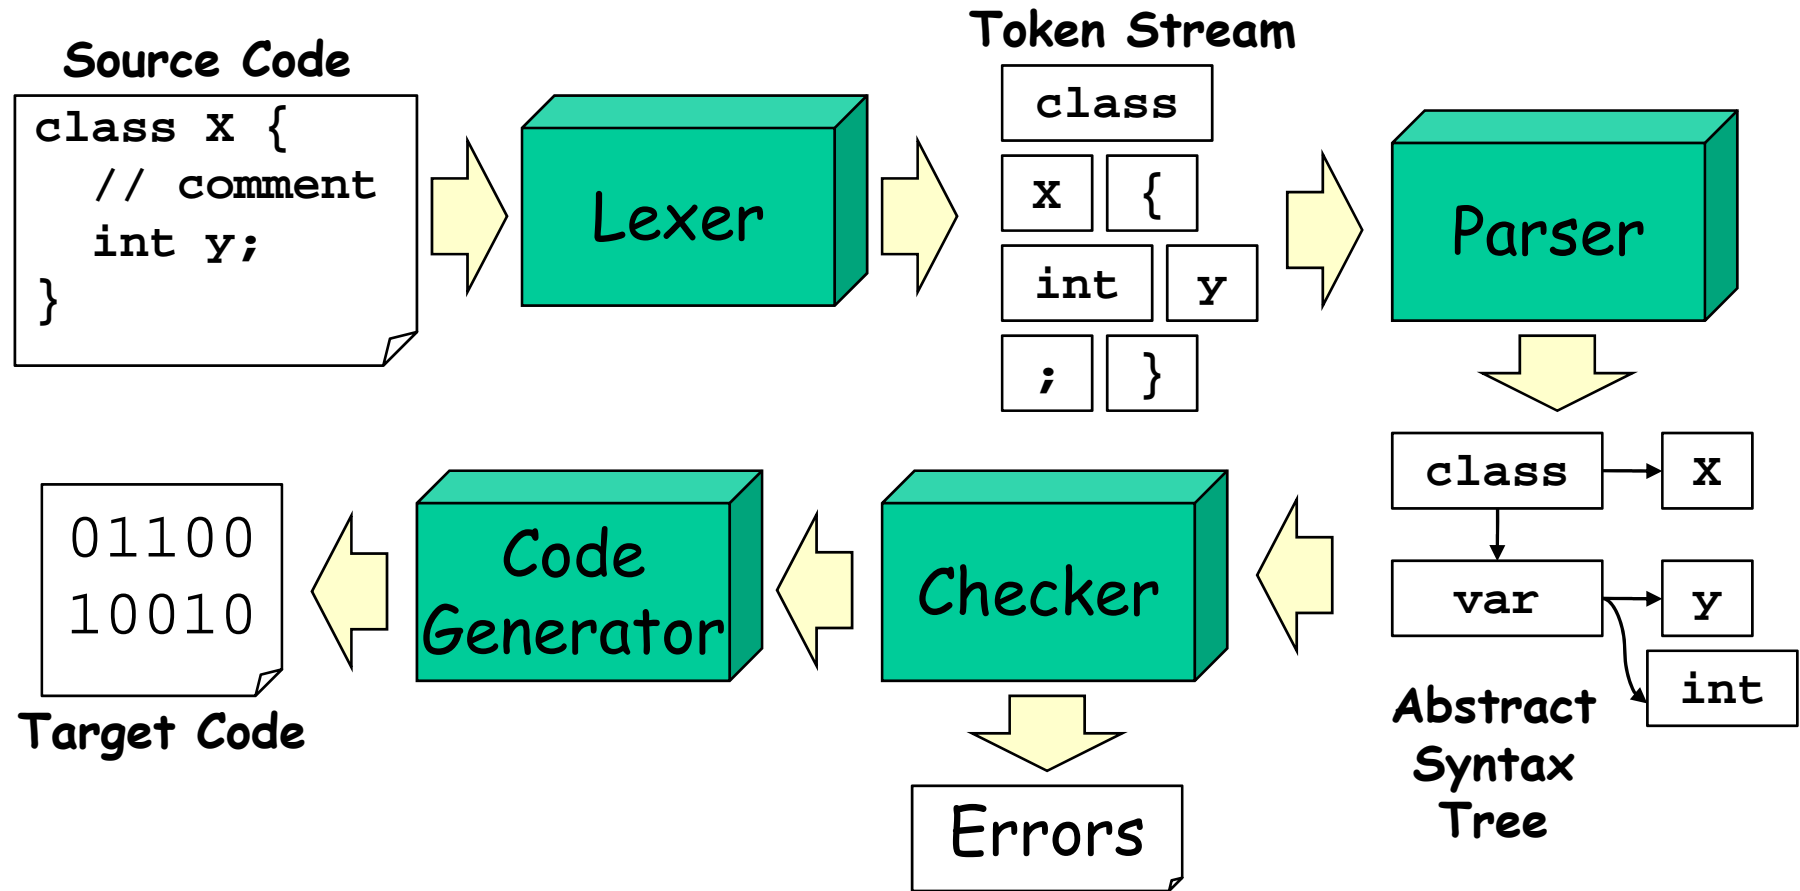 Source Code
class X {
// comment
int y;
}
Lexer
Token Stream
class
X {
int y
; }
Parser
class X
var y
int
Abstract
Syntax
Tree
Checker
Errors
Code
Generator
01100
10010
Target Code